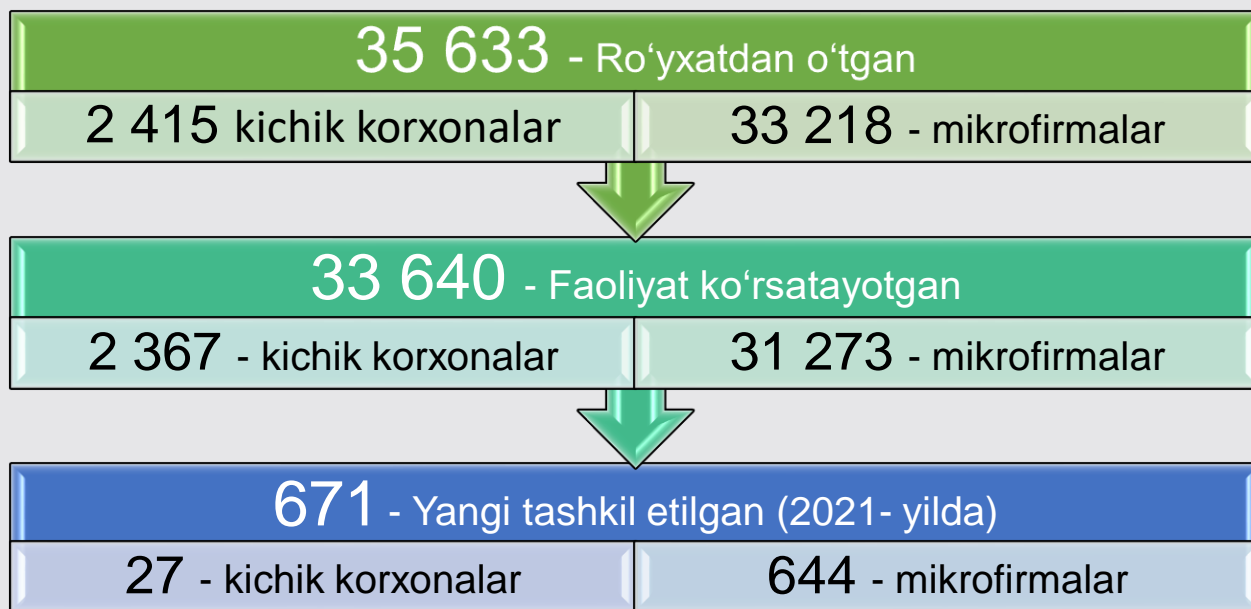 35 633 - Ro‘yxatdan o‘tgan
2 415 kichik korxonalar
33 218 - mikrofirmalar
33 640 - Faoliyat ko‘rsatayotgan
2 367 - kichik korxonalar
31 273 - mikrofirmalar
671 - Yangi tashkil etilgan (2021- yilda)
27 - kichik korxonalar
644 - mikrofirmalar